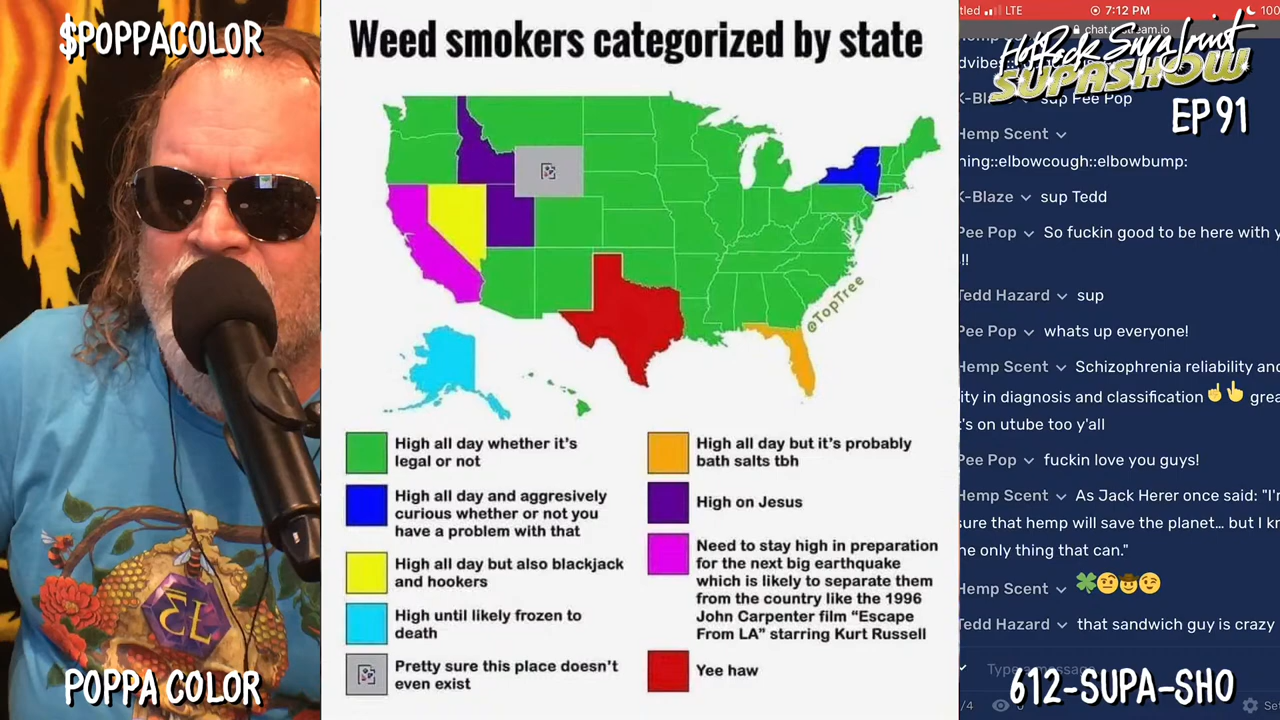 $POPPACOLOR
POPPA COLOR
Weed smokers categorized by state
@TopTree
High all day whether it's
legal or not
High all day and aggresively
curious whether or not you
have a problem with that
High all day but also blackjack
and hookers
High until likely frozen to
death
Pretty sure this place doesn't
even exist
High all day but it's probably
bath salts tbh
High on Jesus
Need to stay high in preparation
for the next big earthquake
which is likely to separate them
from the country like the 1996
John Carpenter film “Escape
From LA” starring Kurt Russell
Yee haw
EL
LTE 7:12 PM 100
HotPack SupaJoint
SUPASHOW
EP 91
sup Pee Pop
Hemp Scent
ning::elbowcough::elbowbump:
K-Blaze sup Tedd
Pee Pop So fuckin good to be here with y
!!
Tedd Hazard sup
Pee Pop whats up everyone!
Hemp Scent Schizophrenia reliability and
ity in diagnosis and classification ☝👆 grea
t's on utube too y'all
Pee Pop fuckin love you guys!
Hemp Scent As Jack Herer once said: "I'm
sure that hemp will save the planet... but I kn
he only thing that can."
Hemp Scent 🍀🤨🤠😉
Tedd Hazard that sandwich guy is crazy
Type a message
/4
612-SUPA-SHO